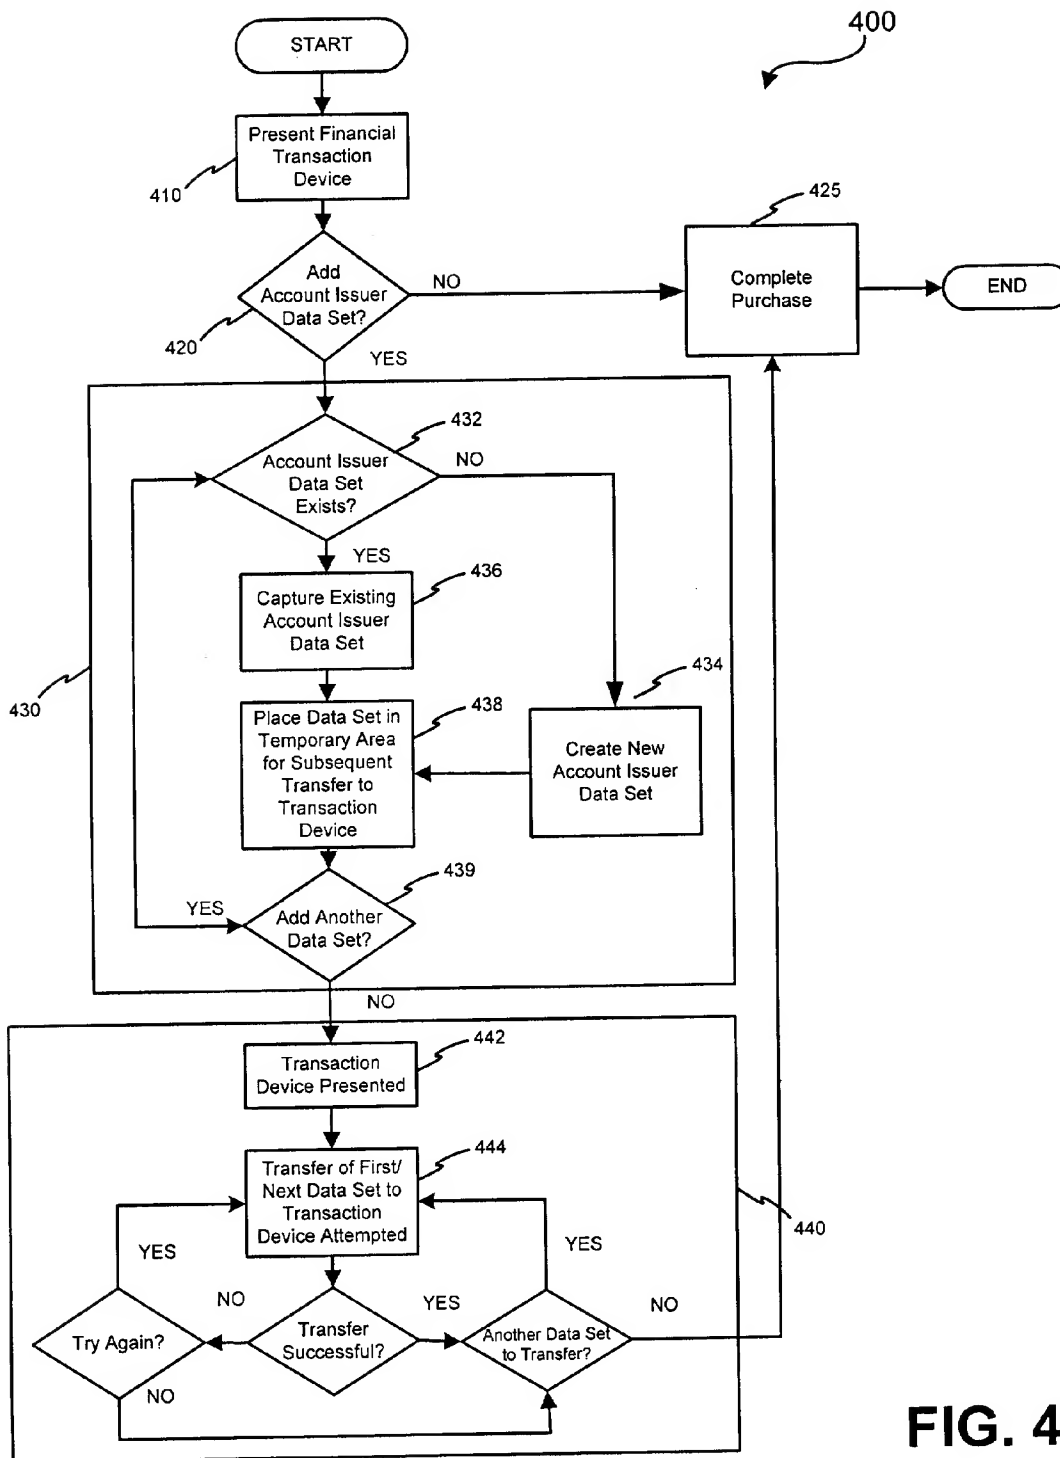 400
START
Present Financial
Transaction
Device
410
425
Add
Account Issuer
Data Set?
NO
420
Complete
Purchase
END
YES
432
Account Issuer
Data Set
Exists?
NO
YES
436
Capture Existing
Account Issuer
Data Set
434
430
438
Place Data Set in
Temporary Area
for Subsequent
Transfer to
Transaction
Device
Create New
Account Issuer
Data Set
439
YES
Add Another
Data Set?
NO
442
Transaction
Device Presented
444
Transfer of First/
Next Data Set to
Transaction
Device Attempted
440
YES
YES
NO
YES
NO
Try Again?
Transfer
Successful?
Another Data Set
to Transfer?
NO
FIG. 4